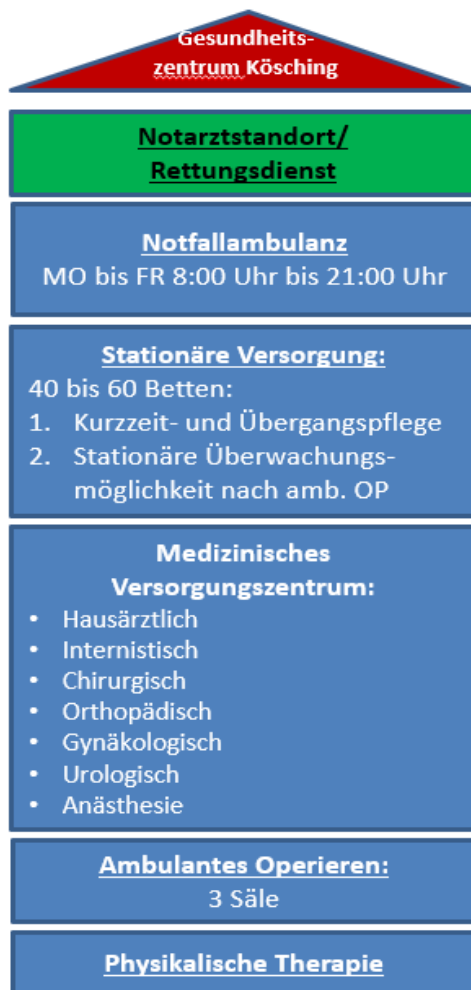 Gesundheits-
zentrum Kösching
Notarztstandort/
Rettungsdienst
Notfallambulanz
MO bis FR 8:00 Uhr bis 21:00 Uhr
Stationäre Versorgung:
40 bis 60 Betten:
1. Kurzzeit- und Übergangspflege
2. Stationäre Überwachungs-
möglichkeit nach amb. OP
Medizinisches
Versorgungszentrum:
• Hausärztlich
• Internistisch
• Chirurgisch
• Orthopädisch
• Gynäkologisch
• Urologisch
• Anästhesie
Ambulantes Operieren:
3 Säle
Physikalische Therapie